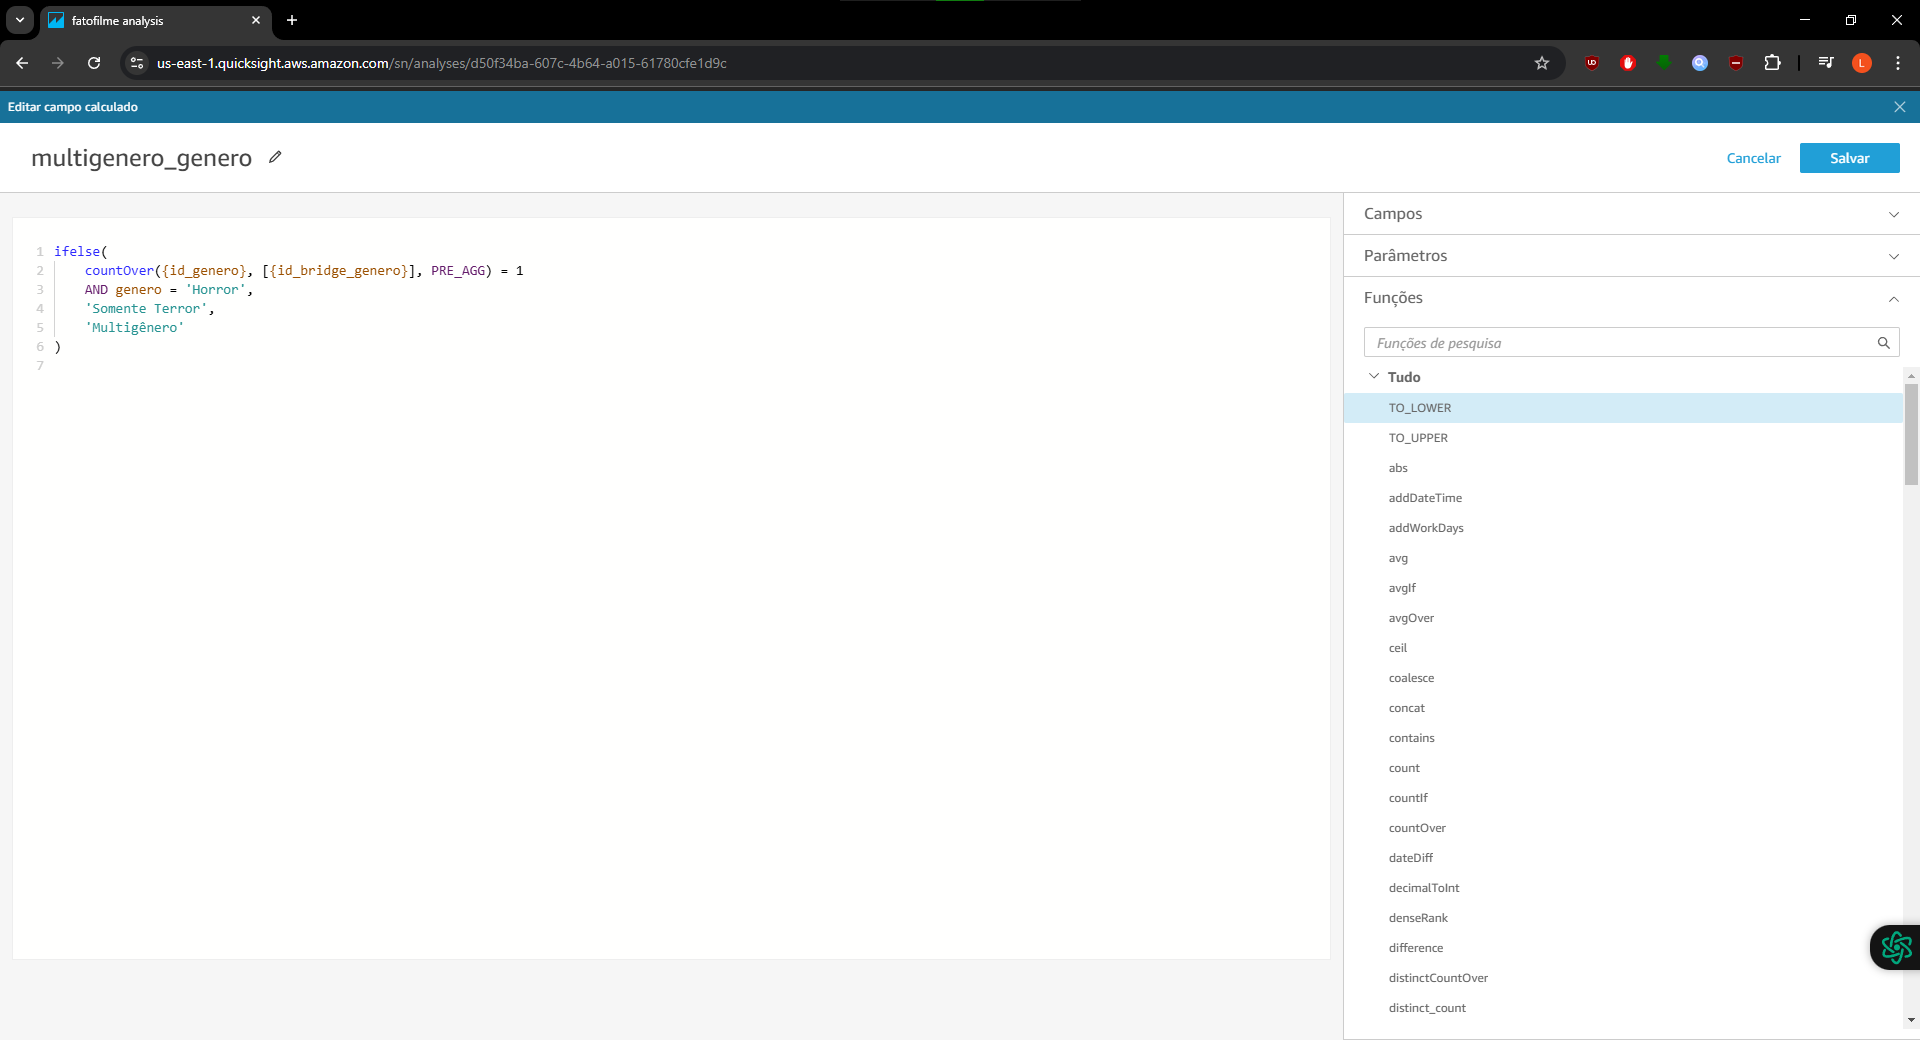 fatofilme analysis
us-east-1.quicksight.aws.amazon.com/sn/analyses/d50f34ba-607c-4b64-a015-61780cfe1d9c
L
Editar campo calculado
multigenero_genero
Cancelar
Salvar
1 ifelse(
2 countOver({id_genero}, [{id_bridge_genero}], PRE_AGG) = 1
3 AND genero = 'Horror',
4 'Somente Terror',
5 'Multigênero'
6 )
7
Campos
Parâmetros
Funções
Funções de pesquisa
Tudo
TO_LOWER
TO_UPPER
abs
addDateTime
addWorkDays
avg
avgIf
avgOver
ceil
coalesce
concat
contains
count
countIf
countOver
dateDiff
decimalToInt
denseRank
difference
distinctCountOver
distinct_count